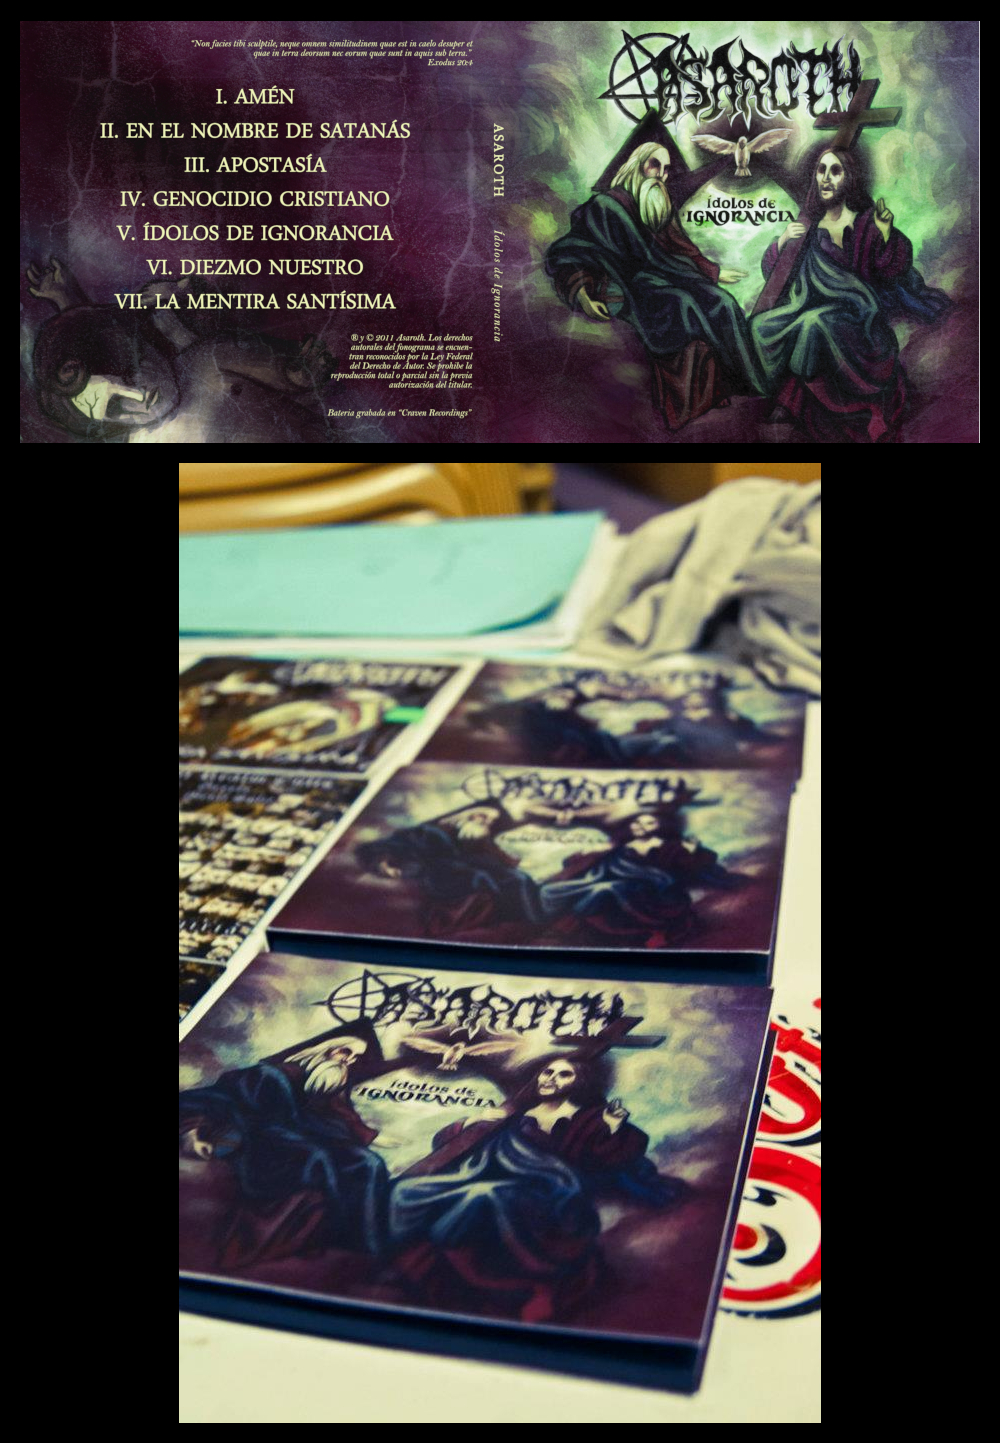 "Non facies tibi sculptile, neque omnem similitudinem quae est in caelo desuper et
quae in terra deorsum nec eorum quae sunt in aquis sub terra."
Exodus 20:4
I. AMÉN
II. EN EL NOMBRE DE SATANÁS
III. APOSTASÍA
IV. GENOCIDIO CRISTIANO
V. ÍDOLOS DE IGNORANCIA
VI. DIEZMO NUESTRO
VII. LA MENTIRA SANTÍSIMA
® y © 2011 Asaroth. Los derechos
autorales del fonograma se encuen-
tran reconocidos por la Ley Federal
del Derecho de Autor. Se prohibe la
reproducción total o parcial sin la previa
autorización del titular.
Batería grabada en "Craven Recordings"
ASAROTH Ídolos de Ignorancia
ASAROTH
ídolos de
IGNORANCIA
ASAROTH
ASAROTH
ídolos de
IGNORANCIA